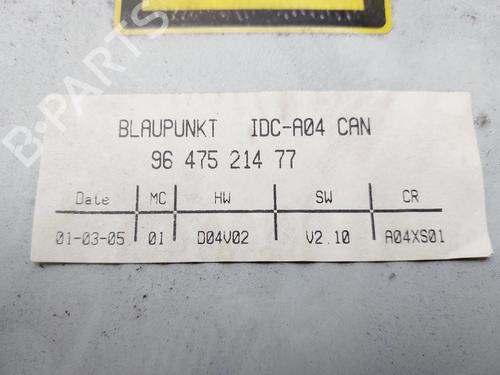 B-PARTS
BLAUPUNKT IDC-A04 CAN
96 475 214 77
Date MC HW SW CR
01-03-05 01 D04V02 V2.10 A04XS01